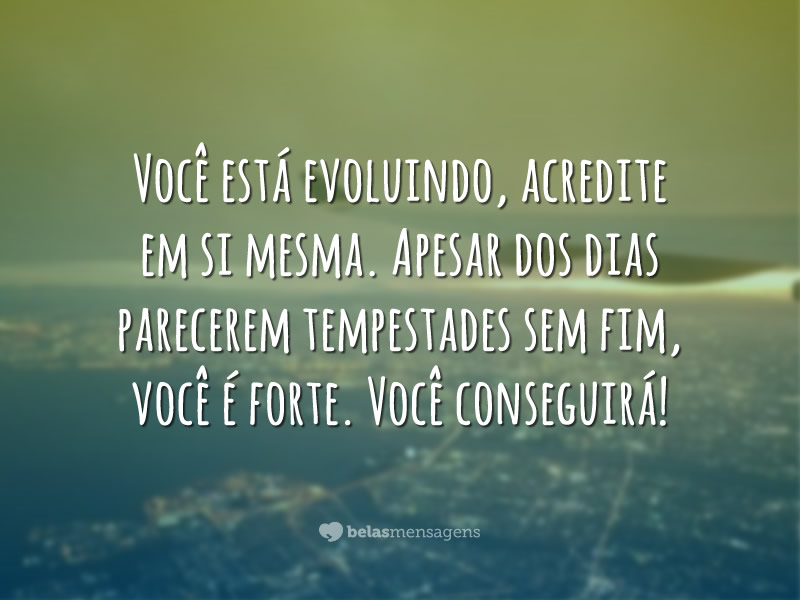 Você está evoluindo, acredite
em si mesma. Apesar dos dias
parecerem tempestades sem fim,
você é forte. Você conseguirá!
belasmensagens